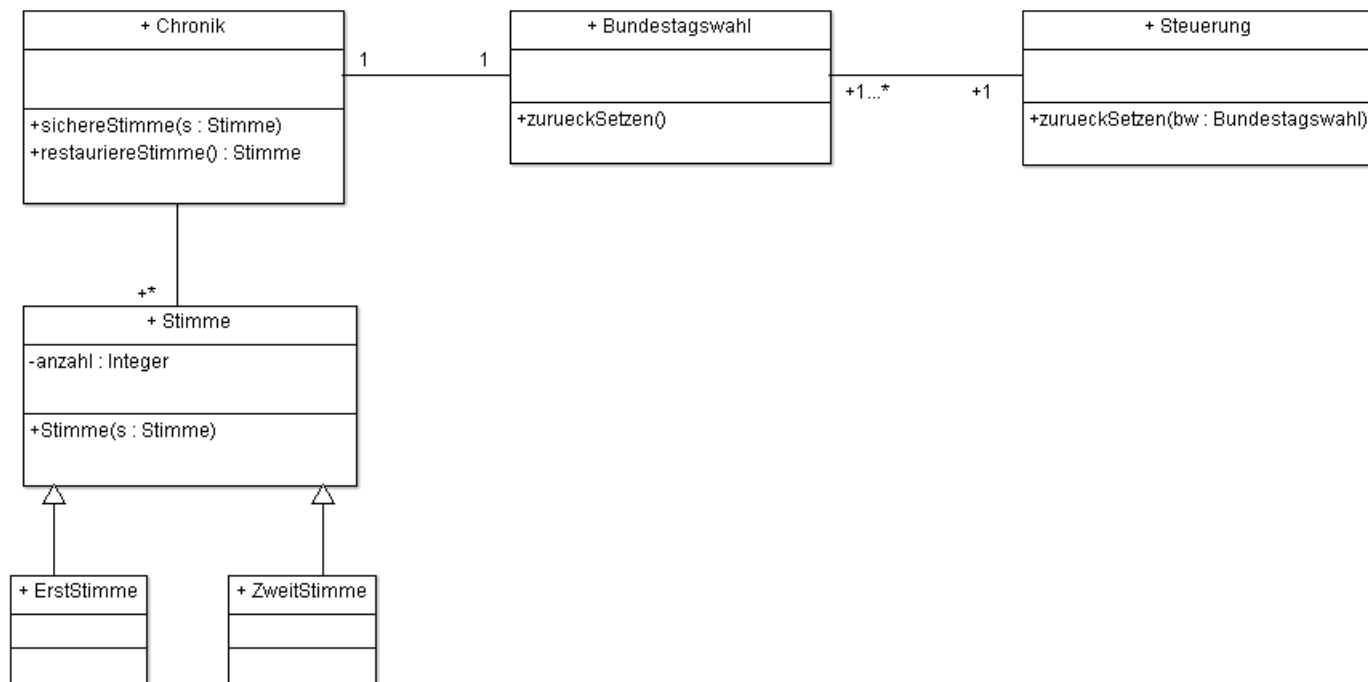 + Chronik
+sichereStimme(s : Stimme)
+restauriereStimme() : Stimme
1
1
+ Bundestagswahl
+zurueckSetzen()
+1...*
+1
+ Steuerung
+zurueckSetzen(bw : Bundestagswahl)
+*
+ Stimme
-anzahl : Integer
+Stimme(s : Stimme)
+ ErstStimme
+ ZweitStimme